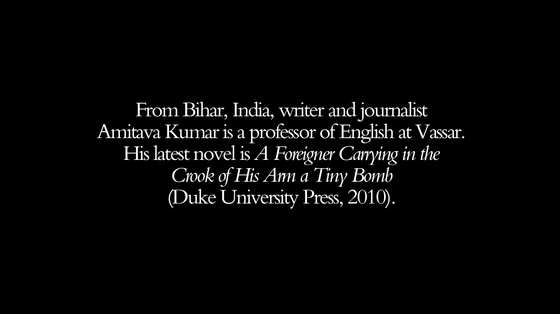 From Bihar, India, writer and journalist
Amitava Kumar is a professor of English at Vassar.
His latest novel is A Foreigner Carrying in the
Crook of His Arm a Tiny Bomb
(Duke University Press, 2010).